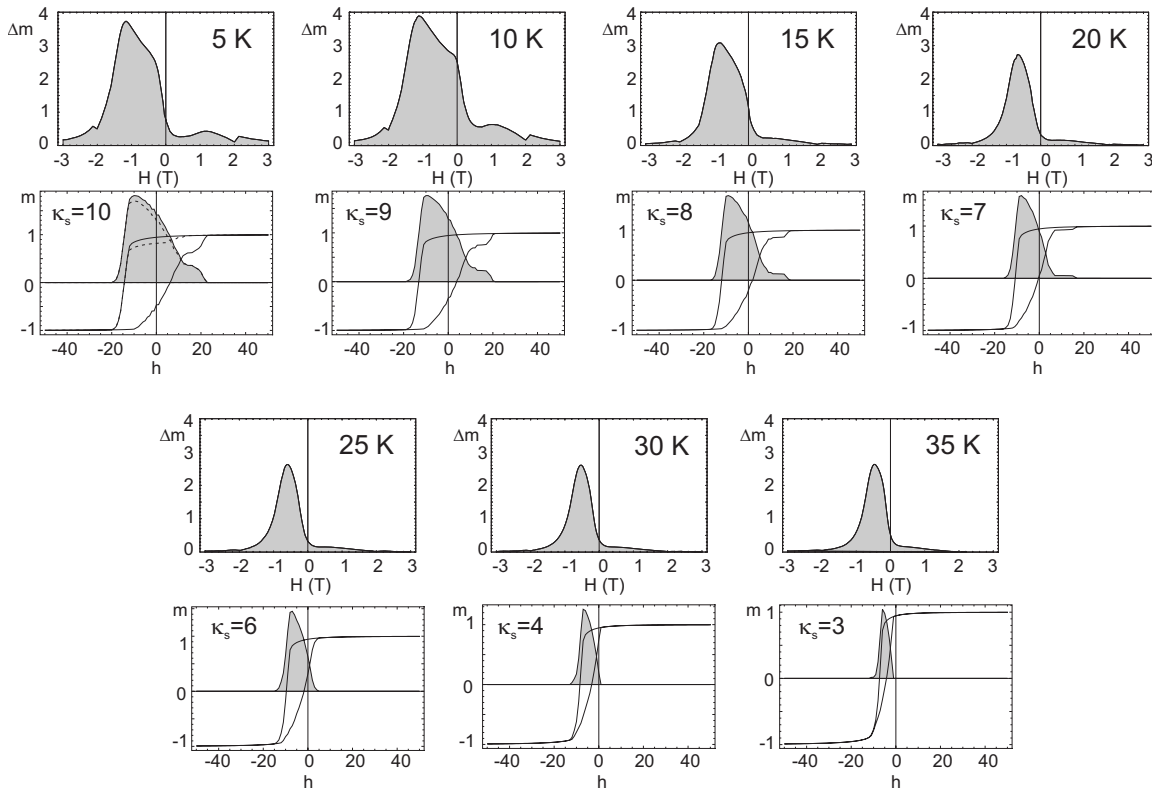 4 Δm 3 2 1 0 5 K
-3 -2 -1 0 1 2 3
H (T)
4 Δm 3 2 1 0 10 K
-3 -2 -1 0 1 2 3
H (T)
4 Δm 3 2 1 0 15 K
-3 -2 -1 0 1 2 3
H (T)
4 Δm 3 2 1 0 20 K
-3 -2 -1 0 1 2 3
H (T)
m 1 0 -1 κs=10
-40 -20 0 20 40
h
m 1 0 -1 κs=9
-40 -20 0 20 40
h
m 1 0 -1 κs=8
-40 -20 0 20 40
h
m 1 0 -1 κs=7
-40 -20 0 20 40
h
4 Δm 3 2 1 0 25 K
-3 -2 -1 0 1 2 3
H (T)
4 Δm 3 2 1 0 30 K
-3 -2 -1 0 1 2 3
H (T)
4 Δm 3 2 1 0 35 K
-3 -2 -1 0 1 2 3
H (T)
m 1 0 -1 κs=6
-40 -20 0 20 40
h
m 1 0 -1 κs=4
-40 -20 0 20 40
h
m 1 0 -1 κs=3
-40 -20 0 20 40
h